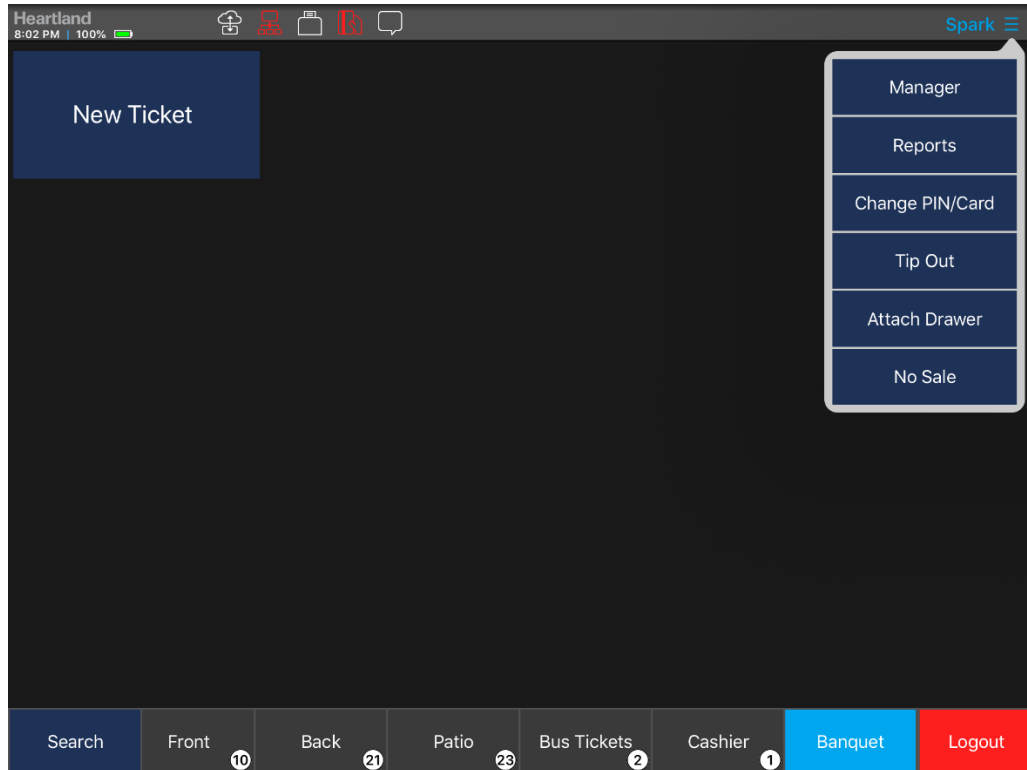 Heartland
8:02 PM | 100%
Spark
New Ticket
Manager
Reports
Change PIN/Card
Tip Out
Attach Drawer
No Sale
Search
Front
10
Back
21
Patio
23
Bus Tickets
2
Cashier
1
Banquet
Logout